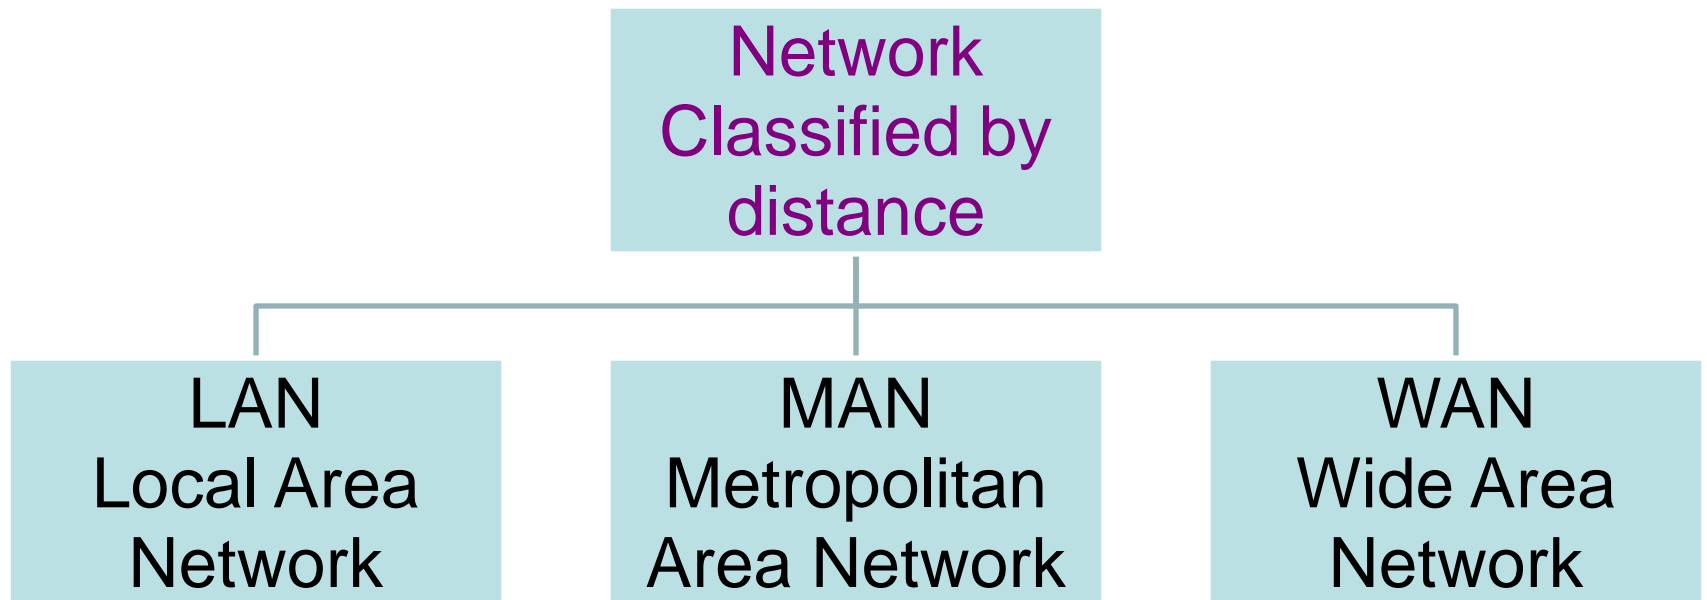 Network
Classified by
distance
LAN
Local Area
Network
MAN
Metropolitan
Area Network
WAN
Wide Area
Network